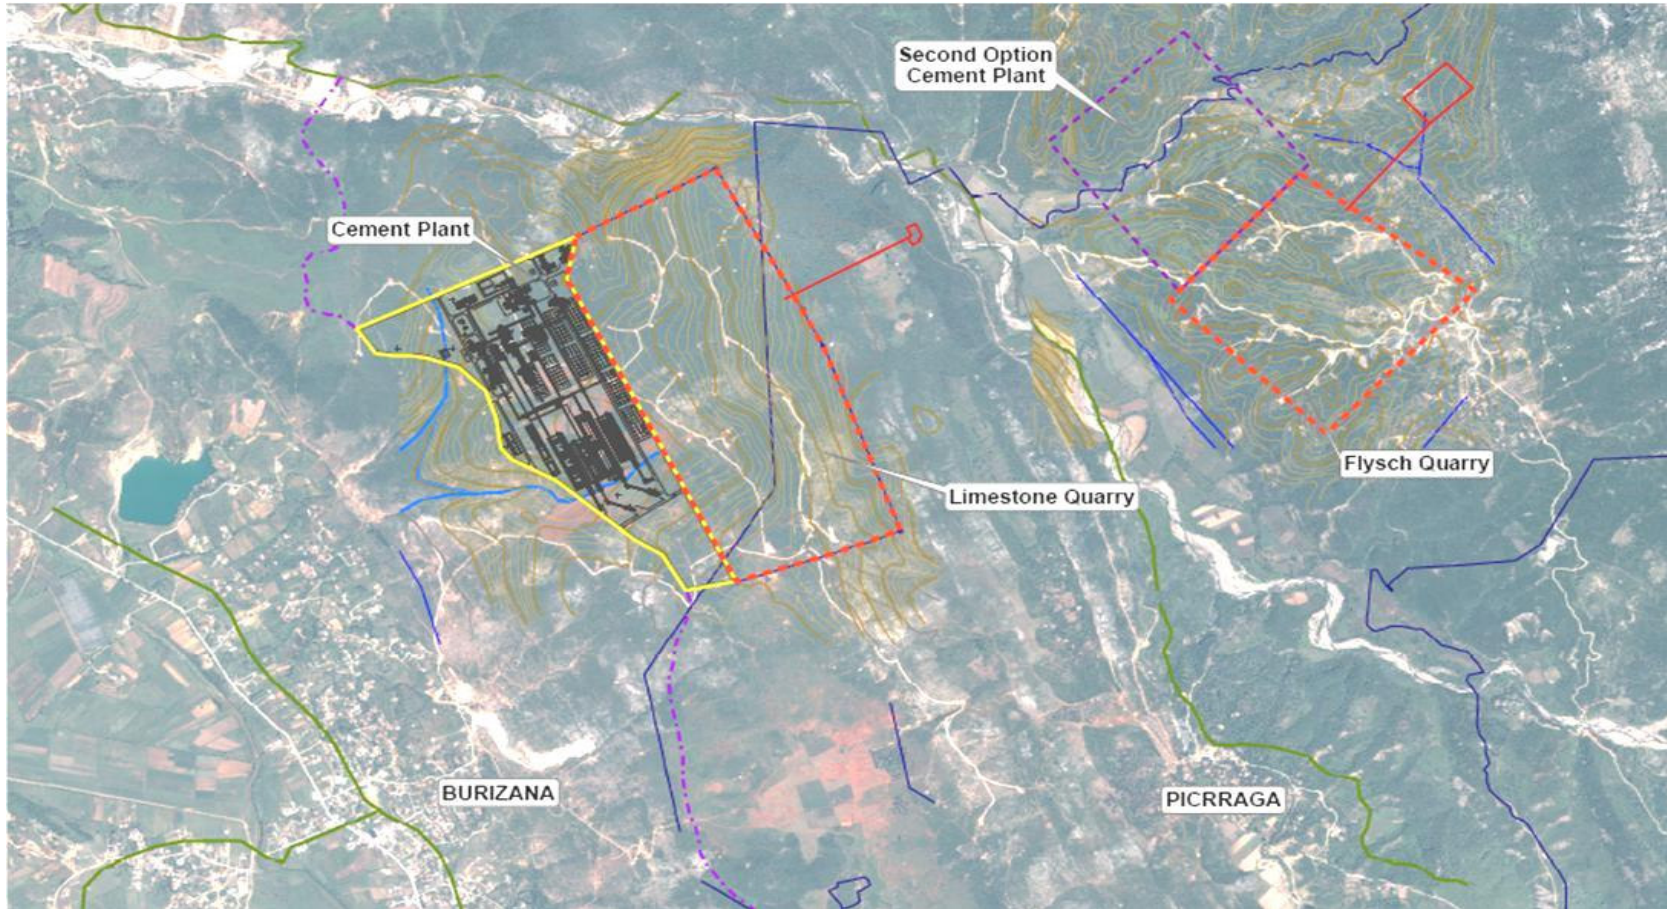 Second Option
Cement Plant
Cement Plant
Flysch Quarry
Limestone Quarry
BURIZANA
PICRRAGA